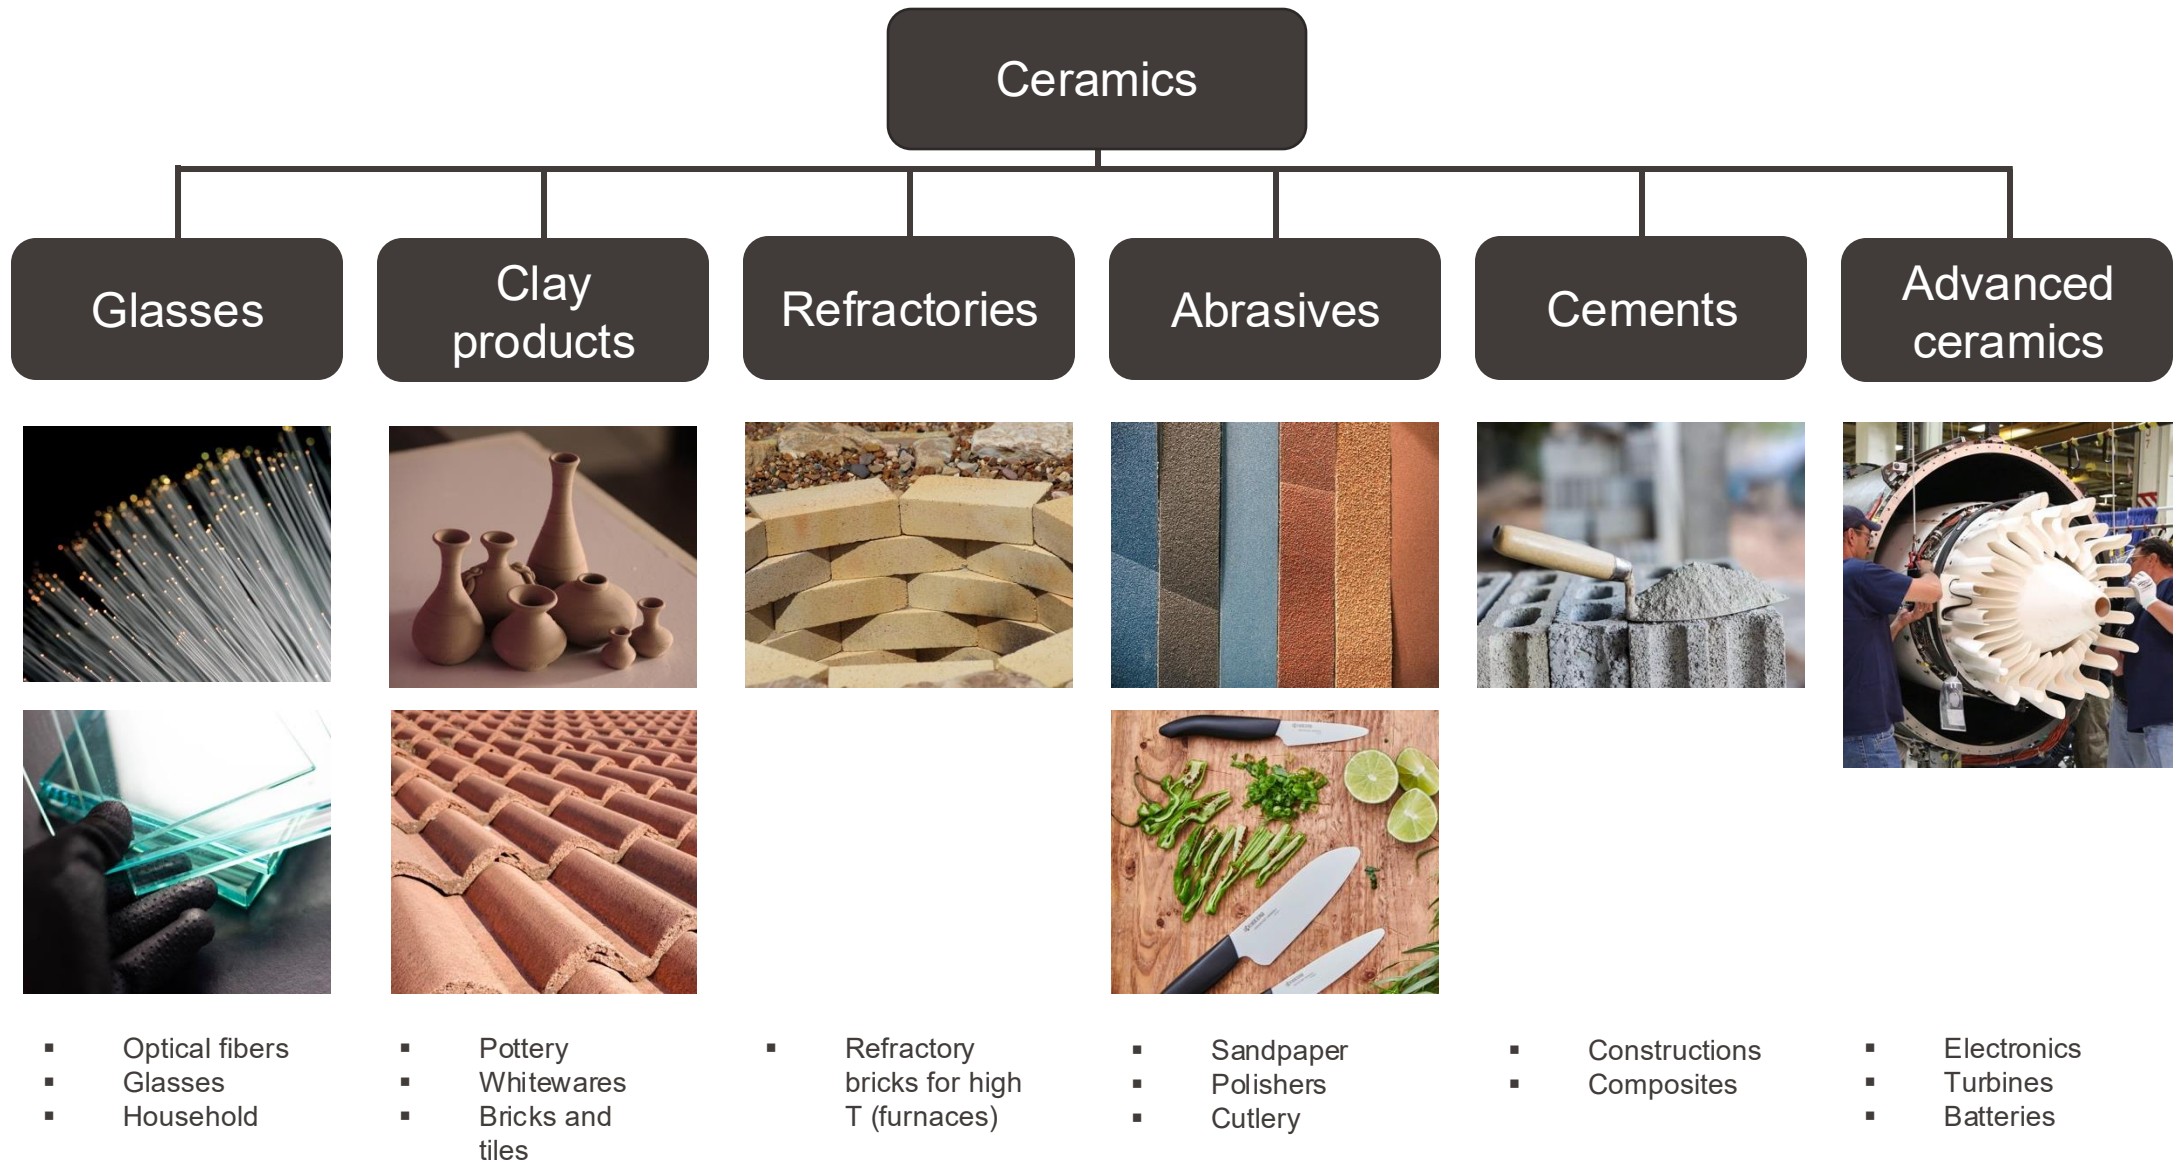 Ceramics
Glasses
Clay
products
Refractories
Abrasives
Cements
Advanced
ceramics
▪ Optical fibers
▪ Glasses
▪ Household
▪ Pottery
▪ Whitewares
▪ Bricks and
tiles
▪ Refractory
bricks for high
T (furnaces)
▪ Sandpaper
▪ Polishers
▪ Cutlery
▪ Constructions
▪ Composites
▪ Electronics
▪ Turbines
▪ Batteries